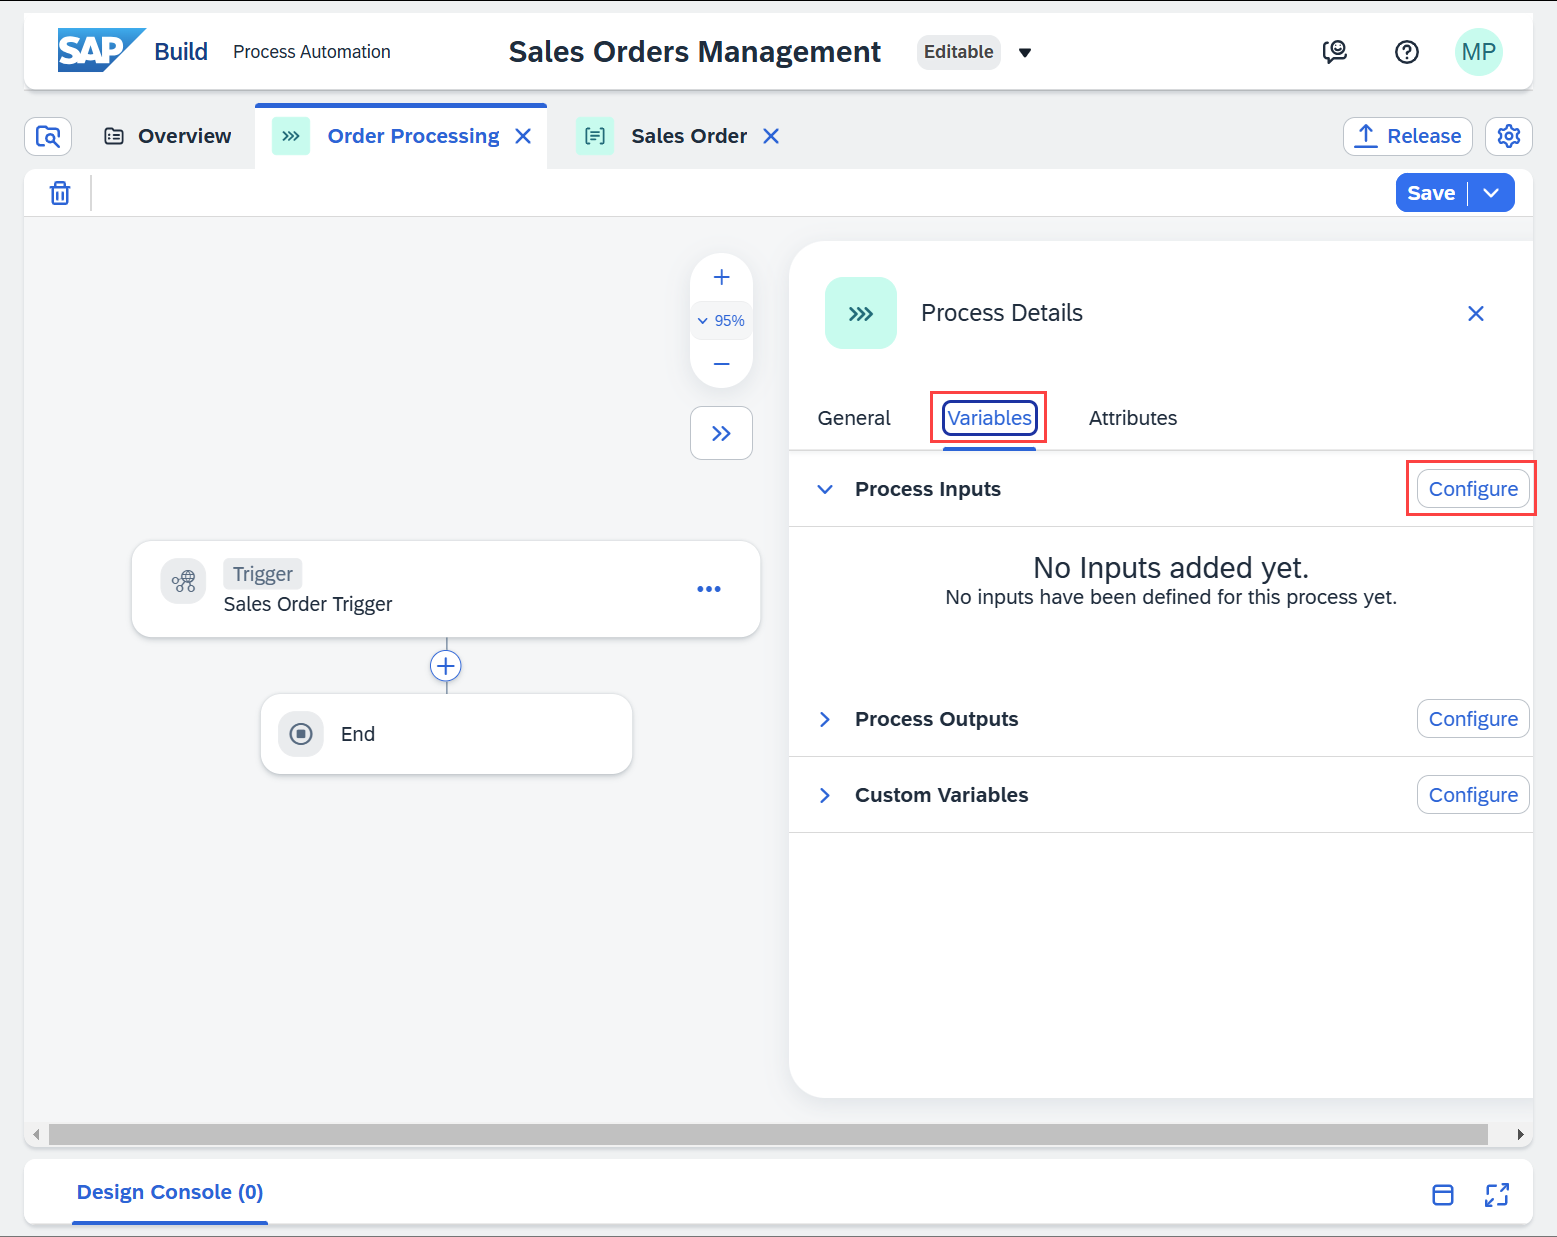 SAP Build Process Automation Sales Orders Management Editable MP
Overview Order Processing Sales Order Release
Save
95%
Process Details
General Variables Attributes
Process Inputs Configure
No Inputs added yet.
No inputs have been defined for this process yet.
Trigger
Sales Order Trigger
End
Process Outputs Configure
Custom Variables Configure
Design Console (0)